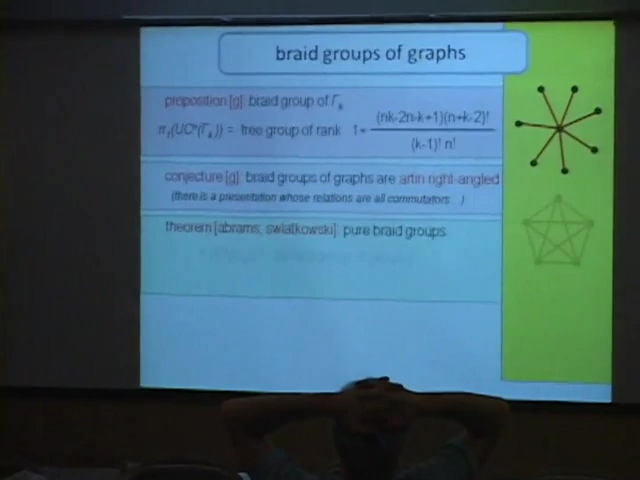 braid groups of graphs
proposition [g]: braid group of Γk
π1(UCⁿ(Γk)) = free group of rank 1+ (nk-2n-k+1)(n+k-2)! / (k-1)! n!
conjecture [g]: braid groups of graphs are artin right-angled
(there is a presentation whose relations are all commutators...)
theorem [abrams, swiatkowski]: pure braid groups